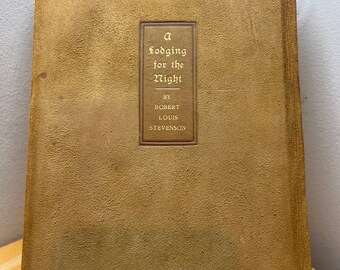 A
Lodging
for the
Night
BY
ROBERT
LOUIS
STEVENSON